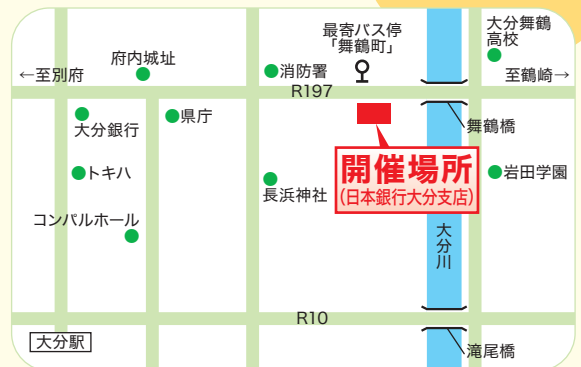 最寄バス停
「舞鶴町」
大分舞鶴
高校
府内城址
←至別府
消防署
至鶴崎→
R197
大分銀行
県庁
舞鶴橋
開催場所
(日本銀行大分支店)
トキハ
長浜神社
岩田学園
コンパルホール
大分川
R10
大分駅
滝尾橋